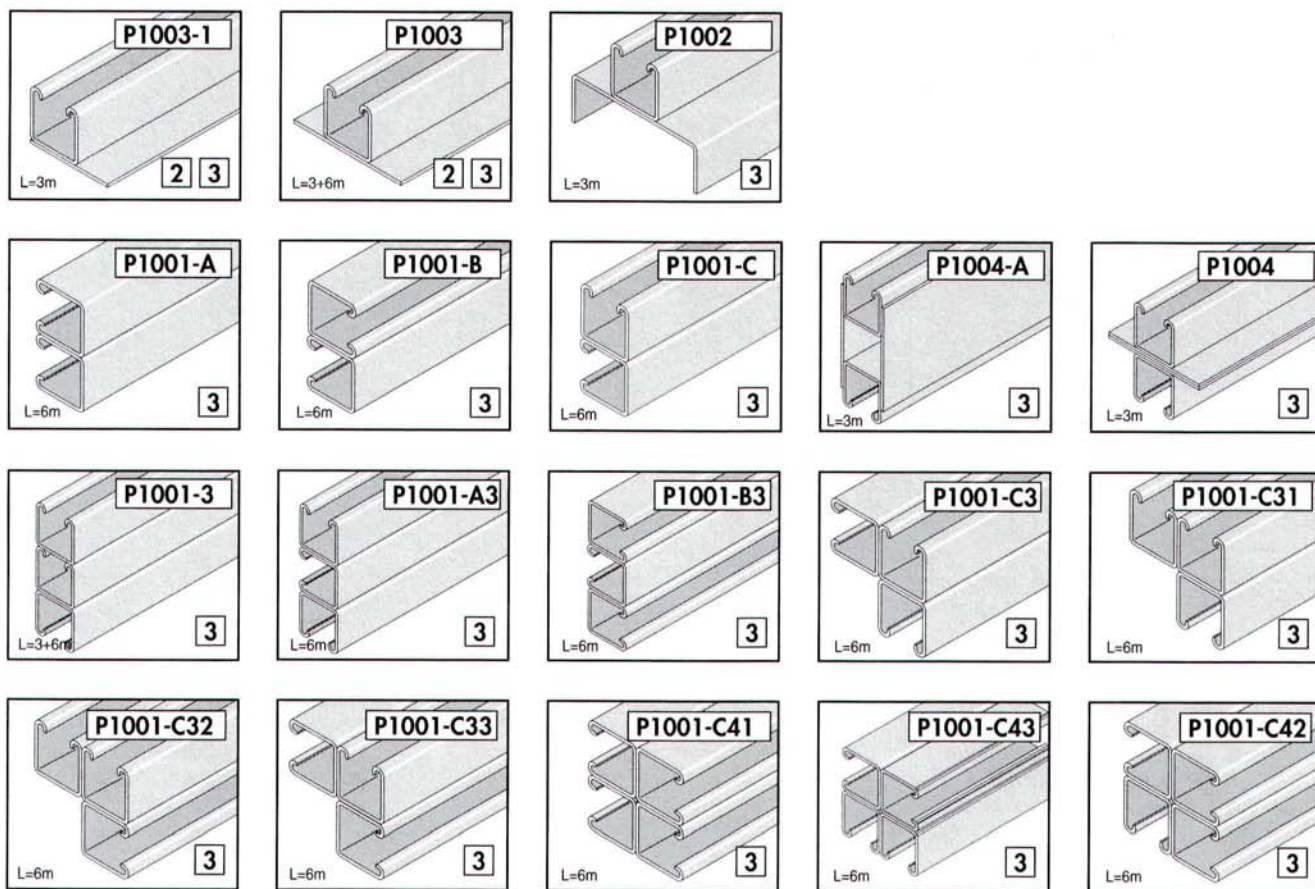 P1003-1
L=3m
2 3
P1003
L=3+6m
2 3
P1002
L=3m
3
P1001-A
L=6m
3
P1001-B
L=6m
3
P1001-C
L=6m
3
P1004-A
L=3m
3
P1004
L=3m
3
P1001-3
L=3+6m
3
P1001-A3
L=6m
3
P1001-B3
L=6m
3
P1001-C3
L=6m
3
P1001-C31
L=6m
3
P1001-C32
L=6m
3
P1001-C33
L=6m
3
P1001-C41
L=6m
3
P1001-C43
L=6m
3
P1001-C42
L=6m
3